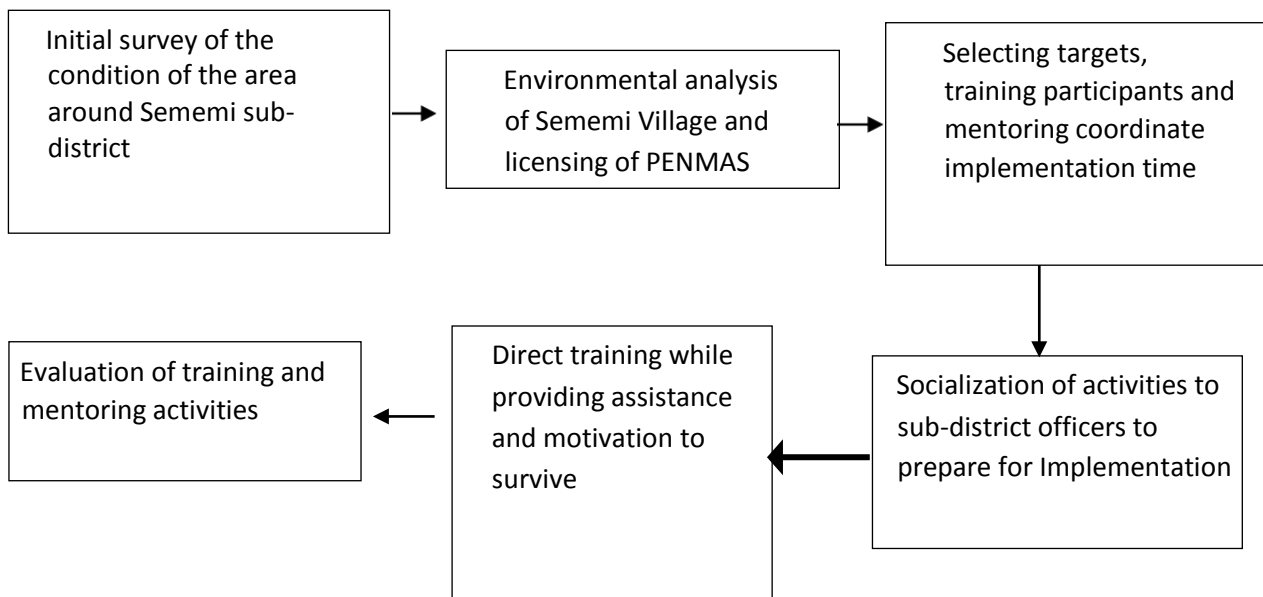 Initial survey of the
condition of the area
around Sememi sub-
district
Environmental analysis
of Sememi Village and
licensing of PENMAS
Selecting targets,
training participants and
mentoring coordinate
implementation time
Socialization of activities to
sub-district officers to
prepare for Implementation
Direct training while
providing assistance
and motivation to
survive
Evaluation of training and
mentoring activities